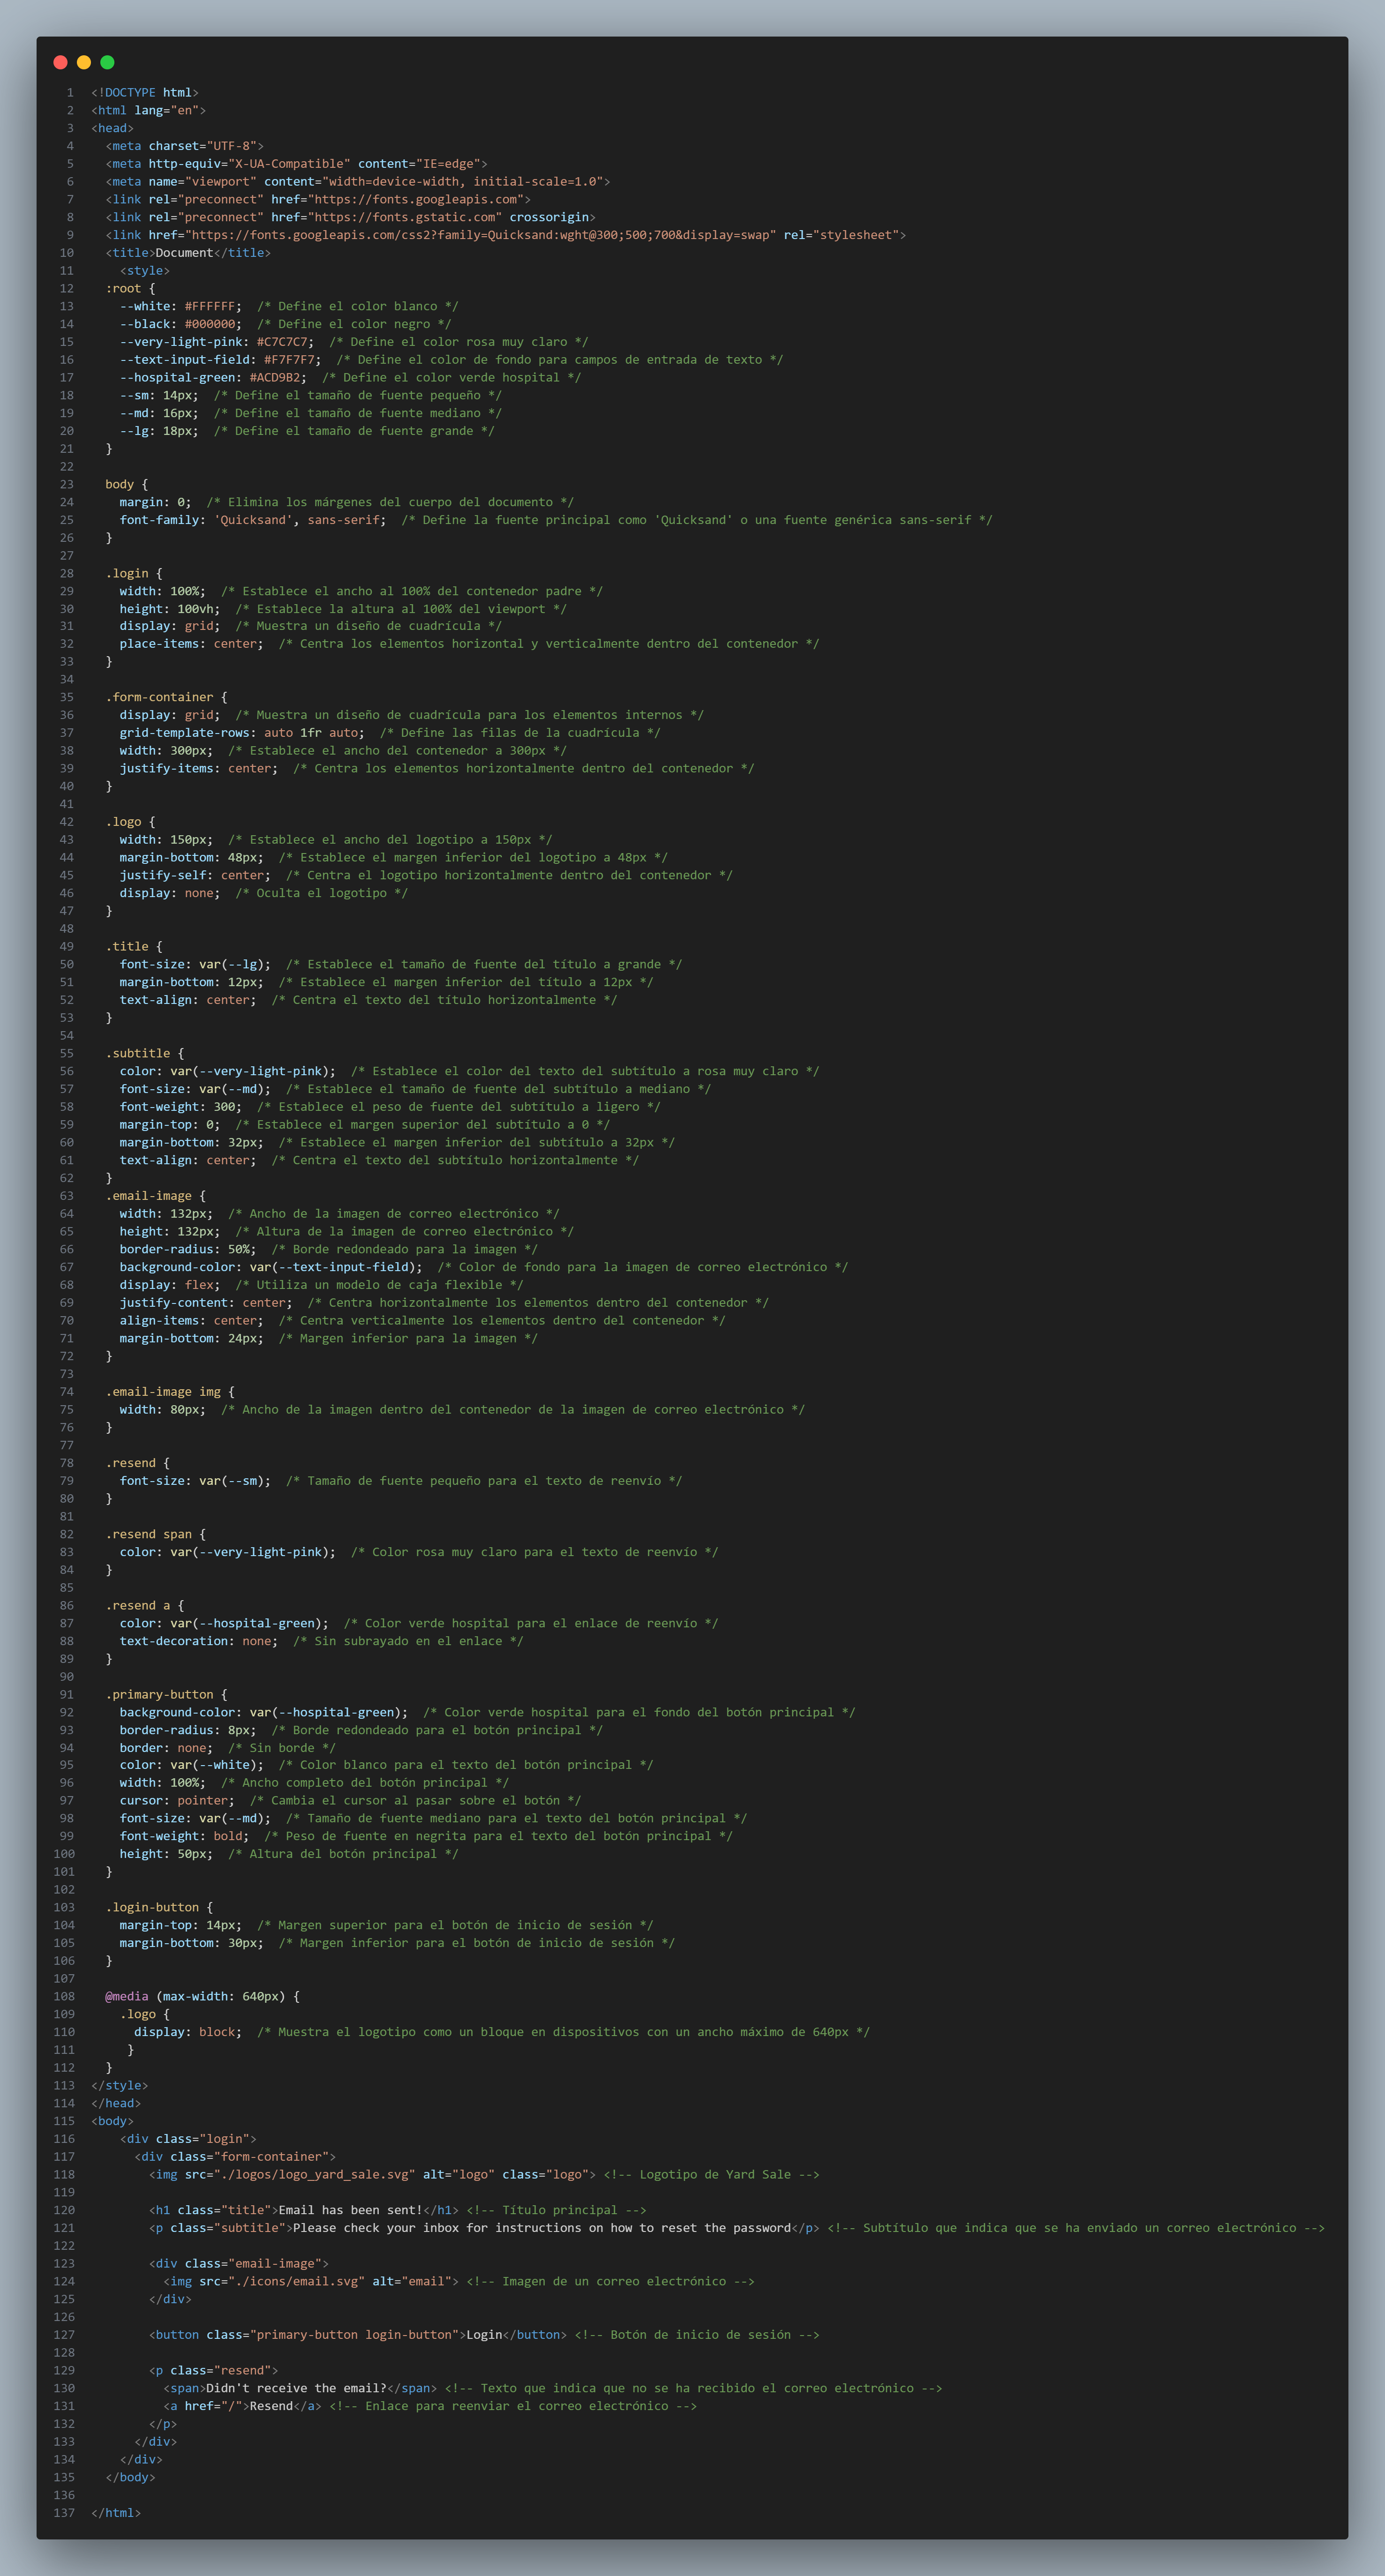 1 <!DOCTYPE html>
2 <html lang="en">
3 <head>
4   <meta charset="UTF-8">
5   <meta http-equiv="X-UA-Compatible" content="IE=edge">
6   <meta name="viewport" content="width=device-width, initial-scale=1.0">
7   <link rel="preconnect" href="https://fonts.googleapis.com">
8   <link rel="preconnect" href="https://fonts.gstatic.com" crossorigin>
9   <link href="https://fonts.googleapis.com/css2?family=Quicksand:wght@300;500;700&display=swap" rel="stylesheet">
10   <title>Document</title>
11     <style>
12   :root {
13     --white: #FFFFFF;  /* Define el color blanco */
14     --black: #000000;  /* Define el color negro */
15     --very-light-pink: #C7C7C7;  /* Define el color rosa muy claro */
16     --text-input-field: #F7F7F7;  /* Define el color de fondo para campos de entrada de texto */
17     --hospital-green: #ACD9B2;  /* Define el color verde hospital */
18     --sm: 14px;  /* Define el tamaño de fuente pequeño */
19     --md: 16px;  /* Define el tamaño de fuente mediano */
20     --lg: 18px;  /* Define el tamaño de fuente grande */
21   }
22
23   body {
24     margin: 0;  /* Elimina los márgenes del cuerpo del documento */
25     font-family: 'Quicksand', sans-serif;  /* Define la fuente principal como 'Quicksand' o una fuente genérica sans-serif */
26   }
27
28   .login {
29     width: 100%;  /* Establece el ancho al 100% del contenedor padre */
30     height: 100vh;  /* Establece la altura al 100% del viewport */
31     display: grid;  /* Muestra un diseño de cuadrícula */
32     place-items: center;  /* Centra los elementos horizontal y verticalmente dentro del contenedor */
33   }
34
35   .form-container {
36     display: grid;  /* Muestra un diseño de cuadrícula para los elementos internos */
37     grid-template-rows: auto 1fr auto;  /* Define las filas de la cuadrícula */
38     width: 300px;  /* Establece el ancho del contenedor a 300px */
39     justify-items: center;  /* Centra los elementos horizontalmente dentro del contenedor */
40   }
41
42   .logo {
43     width: 150px;  /* Establece el ancho del logotipo a 150px */
44     margin-bottom: 48px;  /* Establece el margen inferior del logotipo a 48px */
45     justify-self: center;  /* Centra el logotipo horizontalmente dentro del contenedor */
46     display: none;  /* Oculta el logotipo */
47   }
48
49   .title {
50     font-size: var(--lg);  /* Establece el tamaño de fuente del título a grande */
51     margin-bottom: 12px;  /* Establece el margen inferior del título a 12px */
52     text-align: center;  /* Centra el texto del título horizontalmente */
53   }
54
55   .subtitle {
56     color: var(--very-light-pink);  /* Establece el color del texto del subtítulo a rosa muy claro */
57     font-size: var(--md);  /* Establece el tamaño de fuente del subtítulo a mediano */
58     font-weight: 300;  /* Establece el peso de fuente del subtítulo a ligero */
59     margin-top: 0;  /* Establece el margen superior del subtítulo a 0 */
60     margin-bottom: 32px;  /* Establece el margen inferior del subtítulo a 32px */
61     text-align: center;  /* Centra el texto del subtítulo horizontalmente */
62   }
63   .email-image {
64     width: 132px;  /* Ancho de la imagen de correo electrónico */
65     height: 132px;  /* Altura de la imagen de correo electrónico */
66     border-radius: 50%;  /* Borde redondeado para la imagen */
67     background-color: var(--text-input-field);  /* Color de fondo para la imagen de correo electrónico */
68     display: flex;  /* Utiliza un modelo de caja flexible */
69     justify-content: center;  /* Centra horizontalmente los elementos dentro del contenedor */
70     align-items: center;  /* Centra verticalmente los elementos dentro del contenedor */
71     margin-bottom: 24px;  /* Margen inferior para la imagen */
72   }
73
74   .email-image img {
75     width: 80px;  /* Ancho de la imagen dentro del contenedor de la imagen de correo electrónico */
76   }
77
78   .resend {
79     font-size: var(--sm);  /* Tamaño de fuente pequeño para el texto de reenvío */
80   }
81
82   .resend span {
83     color: var(--very-light-pink);  /* Color rosa muy claro para el texto de reenvío */
84   }
85
86   .resend a {
87     color: var(--hospital-green);  /* Color verde hospital para el enlace de reenvío */
88     text-decoration: none;  /* Sin subrayado en el enlace */
89   }
90
91   .primary-button {
92     background-color: var(--hospital-green);  /* Color verde hospital para el fondo del botón principal */
93     border-radius: 8px;  /* Borde redondeado para el botón principal */
94     border: none;  /* Sin borde */
95     color: var(--white);  /* Color blanco para el texto del botón principal */
96     width: 100%;  /* Ancho completo del botón principal */
97     cursor: pointer;  /* Cambia el cursor al pasar sobre el botón */
98     font-size: var(--md);  /* Tamaño de fuente mediano para el texto del botón principal */
99     font-weight: bold;  /* Peso de fuente en negrita para el texto del botón principal */
100     height: 50px;  /* Altura del botón principal */
101   }
102
103   .login-button {
104     margin-top: 14px;  /* Margen superior para el botón de inicio de sesión */
105     margin-bottom: 30px;  /* Margen inferior para el botón de inicio de sesión */
106   }
107
108   @media (max-width: 640px) {
109     .logo {
110       display: block;  /* Muestra el logotipo como un bloque en dispositivos con un ancho máximo de 640px */
111      }
112   }
113 </style>
114 </head>
115 <body>
116     <div class="login">
117       <div class="form-container">
118         <img src="./logos/logo_yard_sale.svg" alt="logo" class="logo"> <!-- Logotipo de Yard Sale -->
119
120         <h1 class="title">Email has been sent!</h1> <!-- Título principal -->
121         <p class="subtitle">Please check your inbox for instructions on how to reset the password</p> <!-- Subtítulo que indica que se ha enviado un correo electrónico -->
122
123         <div class="email-image">
124           <img src="./icons/email.svg" alt="email"> <!-- Imagen de un correo electrónico -->
125         </div>
126
127         <button class="primary-button login-button">Login</button> <!-- Botón de inicio de sesión -->
128
129         <p class="resend">
130           <span>Didn't receive the email?</span> <!-- Texto que indica que no se ha recibido el correo electrónico -->
131           <a href="/">Resend</a> <!-- Enlace para reenviar el correo electrónico -->
132         </p>
133       </div>
134     </div>
135   </body>
136
137 </html>